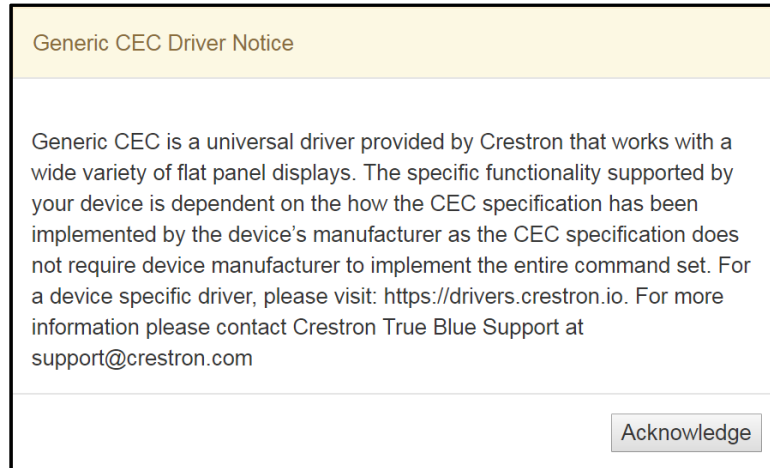 Generic CEC Driver Notice
Generic CEC is a universal driver provided by Crestron that works with a
wide variety of flat panel displays. The specific functionality supported by
your device is dependent on the how the CEC specification has been
implemented by the device's manufacturer as the CEC specification does
not require device manufacturer to implement the entire command set. For
a device specific driver, please visit: https://drivers.crestron.io. For more
information please contact Crestron True Blue Support at
support@crestron.com
Acknowledge